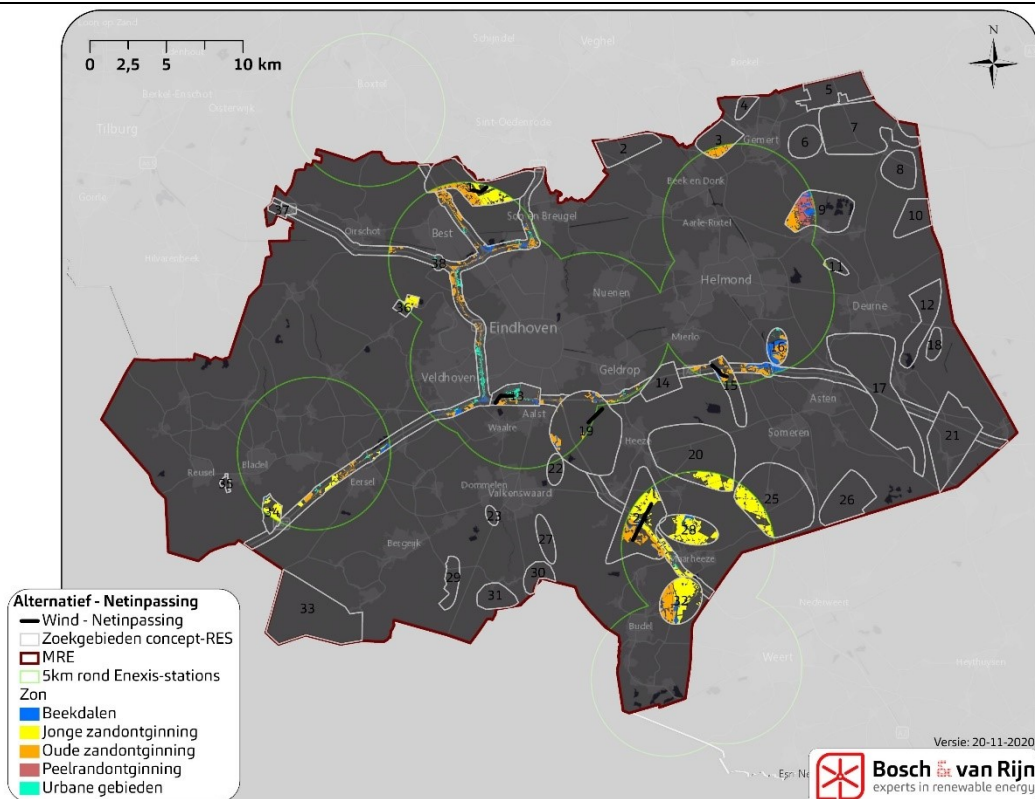 Schijndel
Veghel
N
0 2,5 5 10 km
Boxtel
Berkel-Enschot
Oisterwijk
Sint-Oedenrode
Tilburg
4
5
2
3
Gemert
6
7
8
Beek en Donk
Goirle
37
Son en Breugel
9
10
Oirschot
Best
Aarle-Rixtel
Hilvarenbeek
38
11
Helmond
Nuenen
Deurne
36
12
Eindhoven
18
Mierlo
16
Veldhoven
Geldrop
14
15
17
Asten
Aalst
Waalre
19
Heeze
Someren
21
20
Reusel
Bladel
22
35
Eersel
Dommelen
Valkenswaard
25
26
34
23
28
27
Bergeijk
Maarheeze
29
30
31
32
Nederweert
33
Budel
Weert
Heythuysen
Alternatief - Netinpassing
Wind - Netinpassing
Zoekgebieden concept-RES
MRE
5km rond Enexis-stations
Zon
Beekdalen
Jonge zandontginning
Oude zandontginning
Peelrandontginning
Urbane gebieden
Versie: 20-11-2020
Bosch & van Rijn
experts in renewable energy